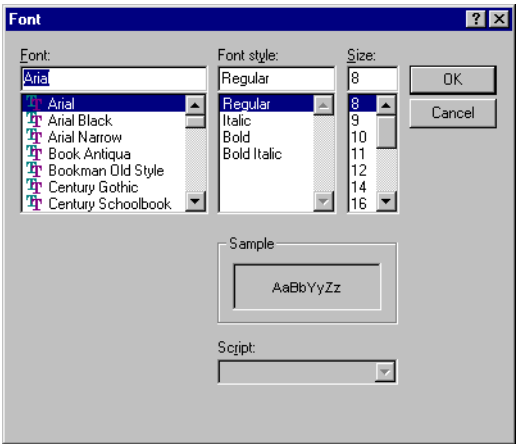 Font
Font:
Font style:
Size:
Arial
Regular
8
OK
Cancel
Arial
Arial Black
Arial Narrow
Book Antiqua
Bookman Old Style
Century Gothic
Century Schoolbook
Regular
Italic
Bold
Bold Italic
8
9
10
11
12
14
16
Sample
AaBbYyZz
Script: